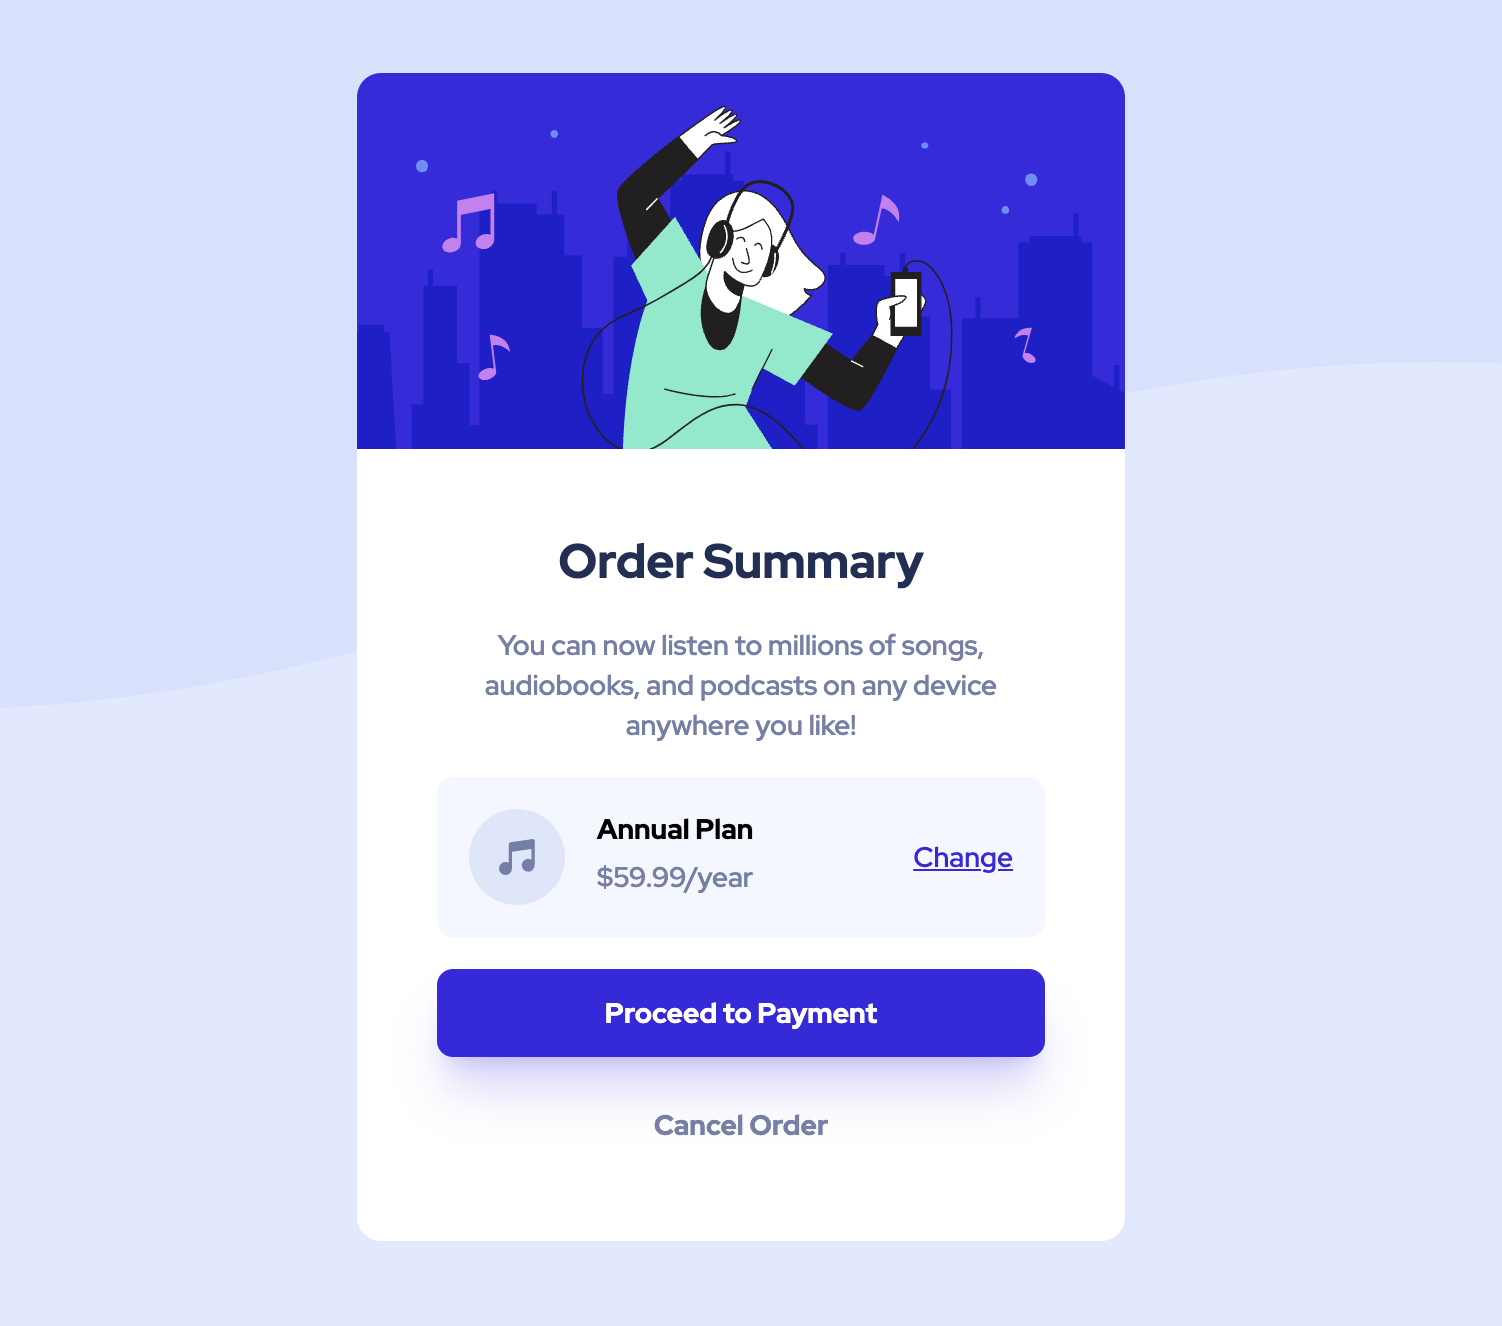 Order Summary
You can now listen to millions of songs,
audiobooks, and podcasts on any device
anywhere you like!
Annual Plan
$59.99/year
Change
Proceed to Payment
Cancel Order